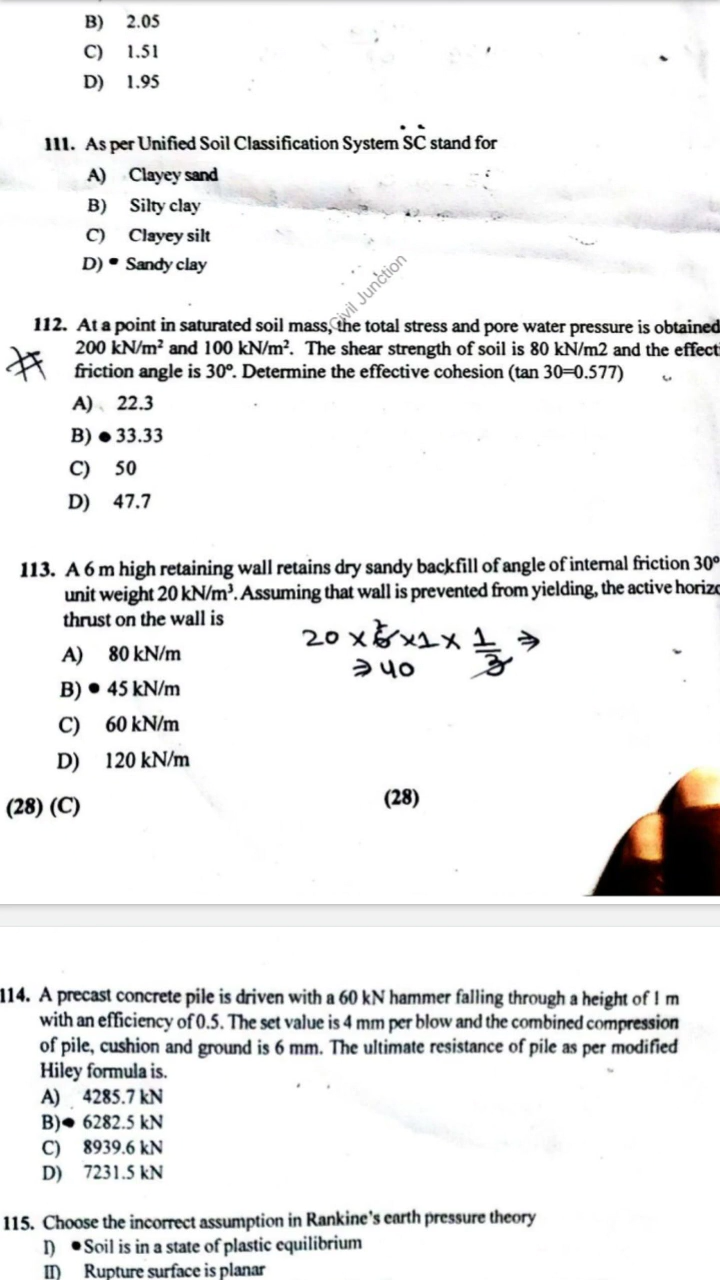 B) 2.05
C) 1.51
D) 1.95
111. As per Unified Soil Classification System SC stand for
A) Clayey sand
B) Silty clay
C) Clayey silt
D) • Sandy clay
Civil Junction
112. At a point in saturated soil mass, the total stress and pore water pressure is obtained
200 kN/m² and 100 kN/m². The shear strength of soil is 80 kN/m2 and the effecti
friction angle is 30°. Determine the effective cohesion (tan 30=0.577)
A) 22.3
B) • 33.33
C) 50
D) 47.7
113. A 6 m high retaining wall retains dry sandy backfill of angle of internal friction 30°
unit weight 20 kN/m³. Assuming that wall is prevented from yielding, the active horizo
thrust on the wall is
20 x 6 x 1 x 1/3 ⇒
⇒ 40
A) 80 kN/m
B) • 45 kN/m
C) 60 kN/m
D) 120 kN/m
(28) (C)
(28)
114. A precast concrete pile is driven with a 60 kN hammer falling through a height of 1 m
with an efficiency of 0.5. The set value is 4 mm per blow and the combined compression
of pile, cushion and ground is 6 mm. The ultimate resistance of pile as per modified
Hiley formula is.
A) 4285.7 kN
B) • 6282.5 kN
C) 8939.6 kN
D) 7231.5 kN
115. Choose the incorrect assumption in Rankine's earth pressure theory
I) • Soil is in a state of plastic equilibrium
II) Rupture surface is planar